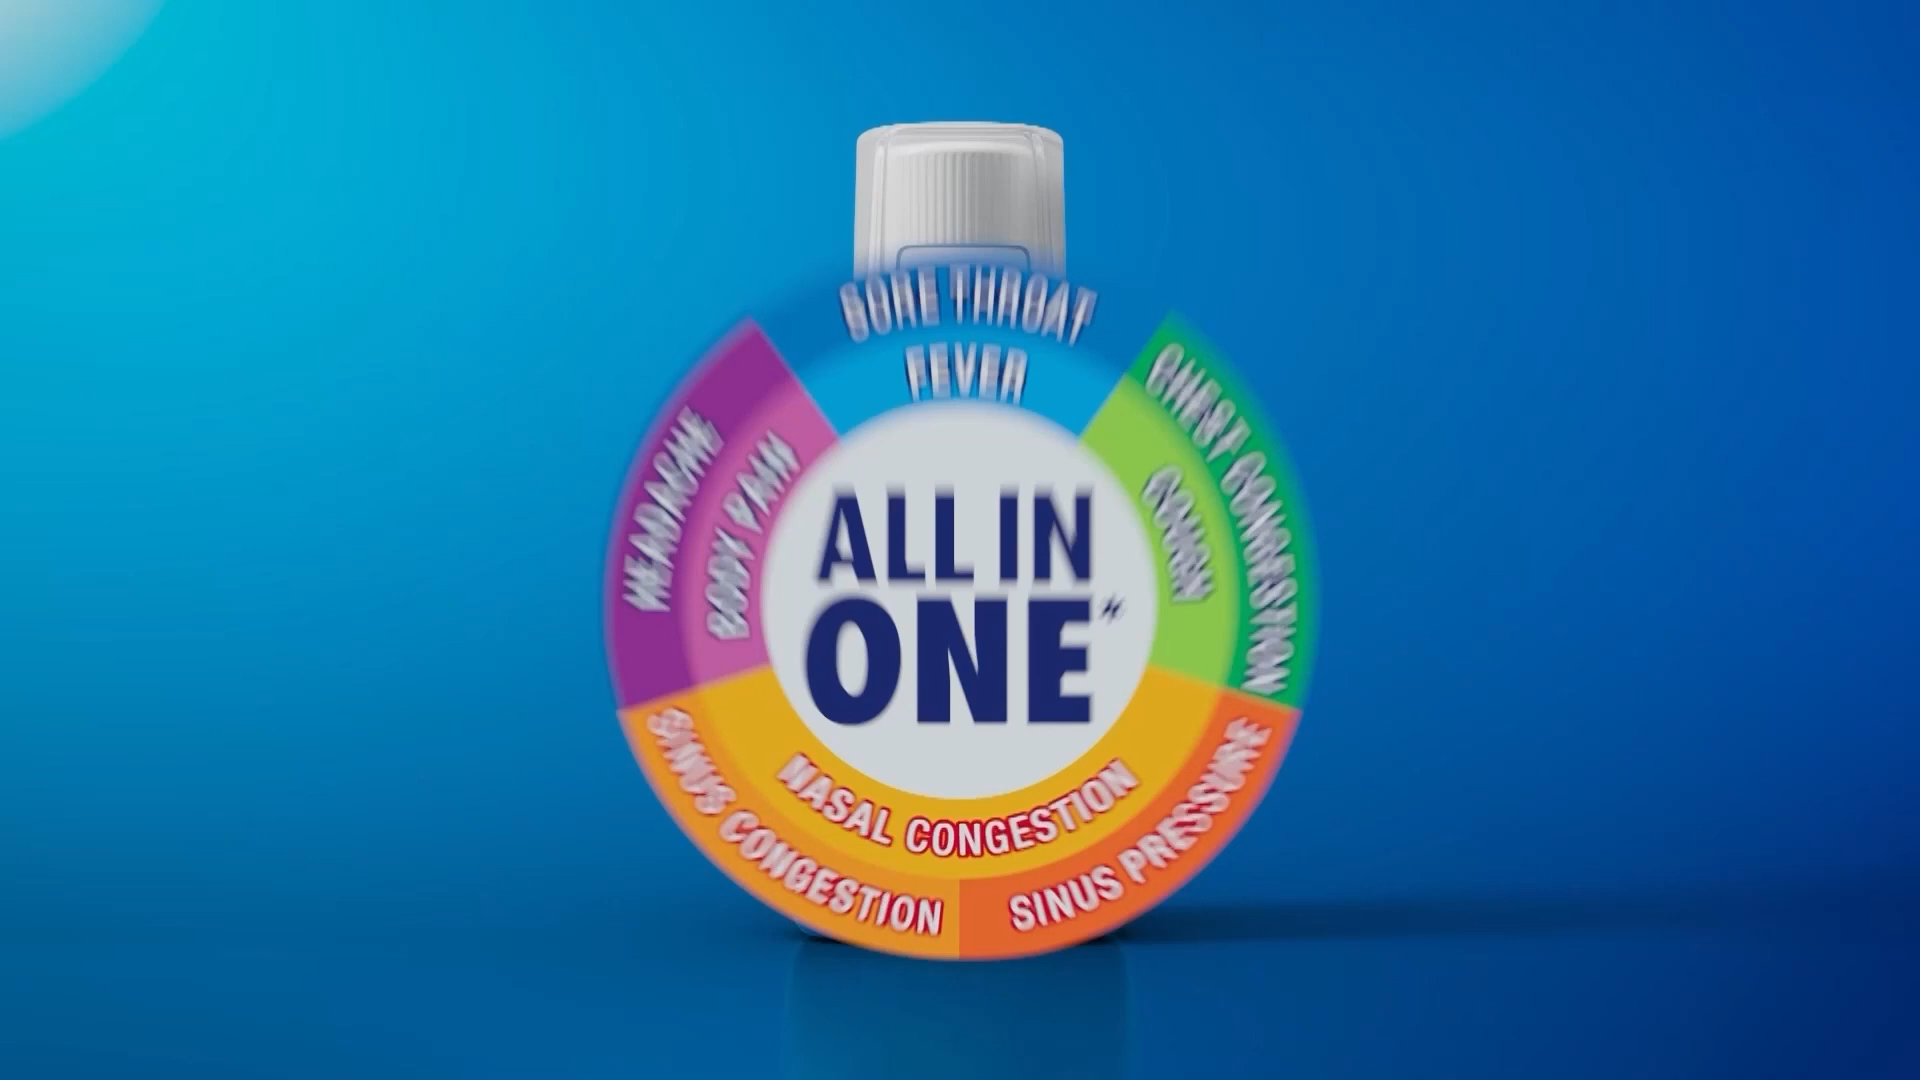 SORE THROAT
FEVER
HEADACHE
BODY PAIN
CHEST CONGESTION
COUGH
ALL IN
ONE*
NASAL CONGESTION
SINUS CONGESTION
SINUS PRESSURE